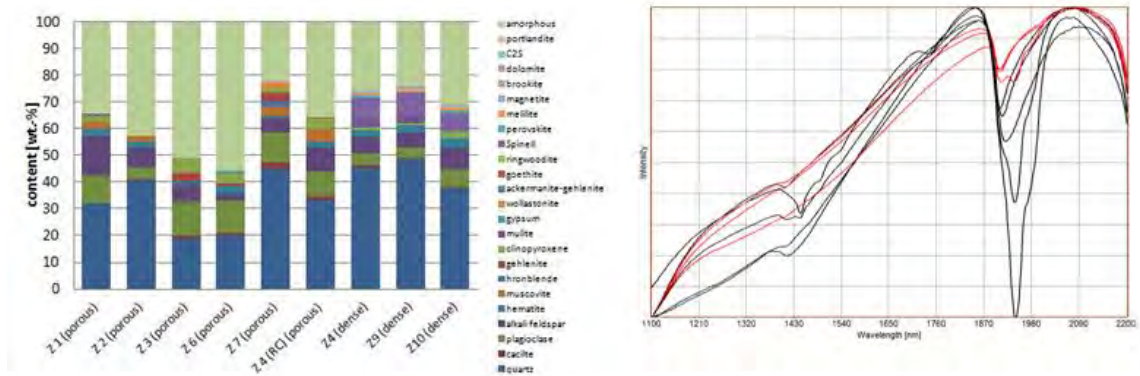 content [wt.-%]
100
90
80
70
60
50
40
30
20
10
0
Z 1 (porous)
Z 2 (porous)
Z 3 (porous)
Z 6 (porous)
Z 7 (porous)
Z 4 (RC) (porous)
Z4 (dense)
Z9 (dense)
Z10 (dense)
amorphous
portlandite
C2S
dolomite
brookite
magnetite
melilite
perovskite
Spinell
ringwoodite
goethite
ackermanite-gehlenite
wollastonite
gypsum
mullite
clinopyroxene
gehlenite
hronblende
muscovite
hematite
alkali-feldspar
plagioclase
cacilte
quartz
Intensity
1100 1210 1320 1430 1540 1650 1760 1870 1980 2090 2200
Wavelength [nm]